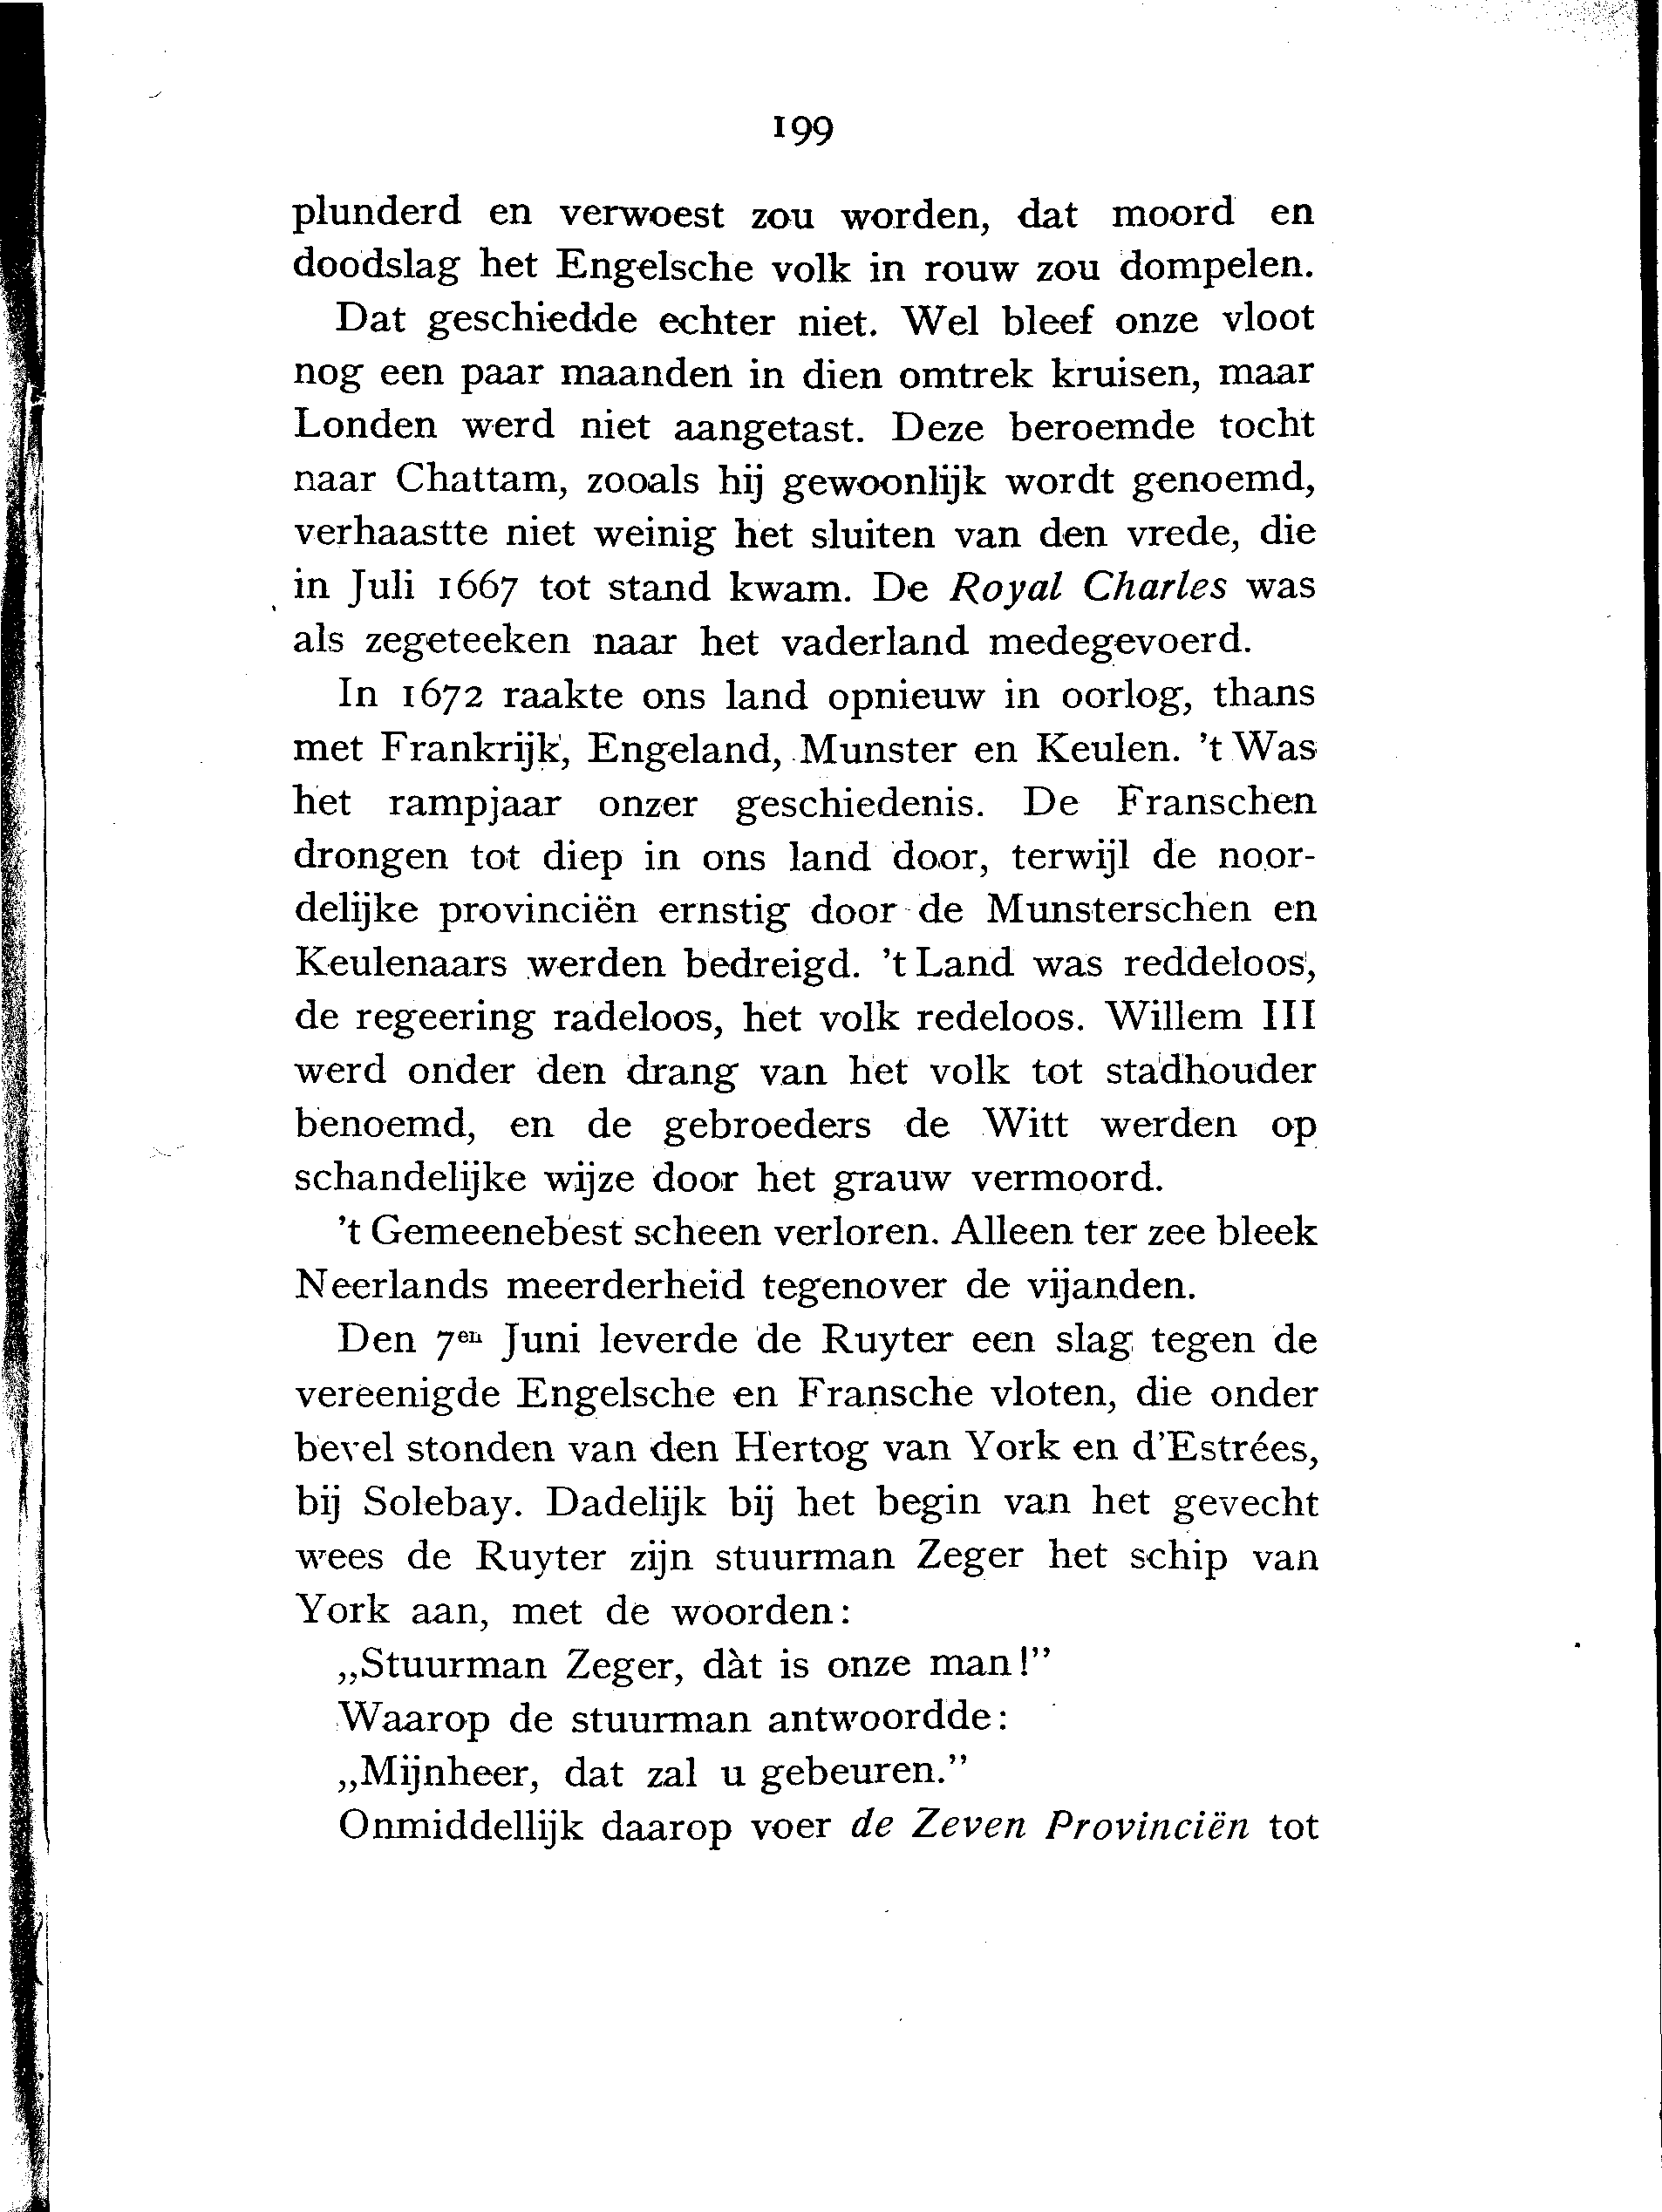 199
plunderd en verwoest zou worden, dat moord en
doodslag het Engelsche volk in rouw zou dompelen.
Dat geschiedde echter niet. Wel bleef onze vloot
nog een paar maanden in dien omtrek kruisen, maar
Londen werd niet aangetast. Deze beroemde tocht
naar Chattam, zooals hij gewoonlijk wordt genoemd,
verhaastte niet weinig het sluiten van den vrede, die
in Juli 1667 tot stand kwam. De Royal Charles was
als zegeteeken naar het vaderland medegevoerd.
In 1672 raakte ons land opnieuw in oorlog, thans
met Frankrijk, Engeland, Munster en Keulen. 't Was
het rampjaar onzer geschiedenis. De Franschen
drongen tot diep in ons land door, terwijl de noor-
delijke provinciën ernstig door de Munsterschen en
Keulenaars werden bedreigd. 't Land was reddeloos,
de regeering radeloos, het volk redeloos. Willem III
werd onder den drang van het volk tot stadhouder
benoemd, en de gebroeders de Witt werden op
schandelijke wijze door het grauw vermoord.
't Gemeenebest scheen verloren. Alleen ter zee bleek
Neerlands meerderheid tegenover de vijanden.
Den 7en Juni leverde de Ruyter een slag tegen de
vereenigde Engelsche en Fransche vloten, die onder
bevel stonden van den Hertog van York en d'Estrées,
bij Solebay. Dadelijk bij het begin van het gevecht
wees de Ruyter zijn stuurman Zeger het schip van
York aan, met de woorden:
„Stuurman Zeger, dàt is onze man!”
Waarop de stuurman antwoordde:
„Mijnheer, dat zal u gebeuren.”
Onmiddellijk daarop voer de Zeven Provinciën tot